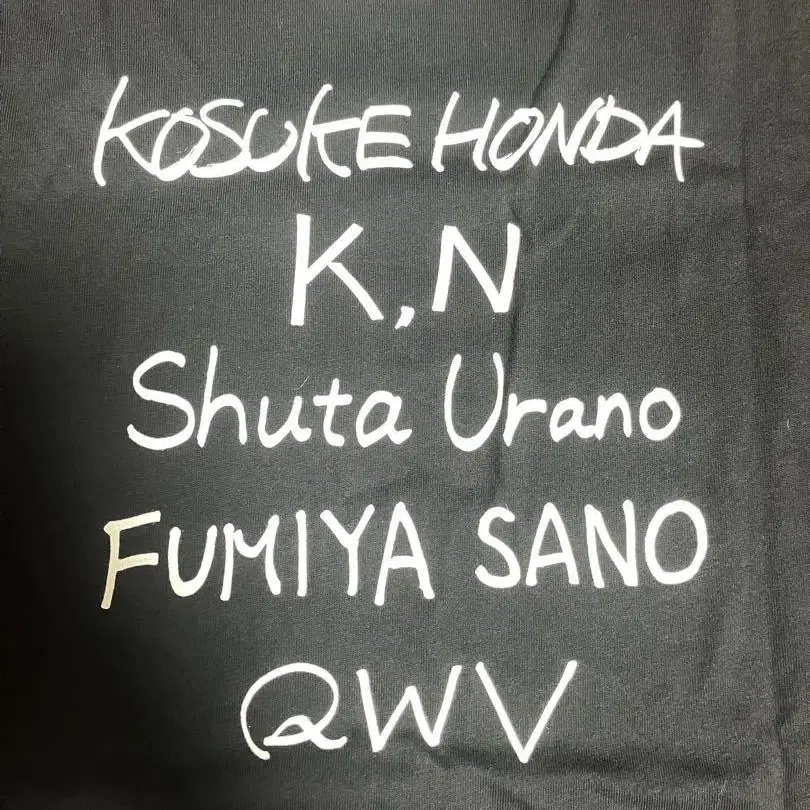 KOSUKE HONDA
K,N
Shuta Urano
FUMIYA SANO
QWV